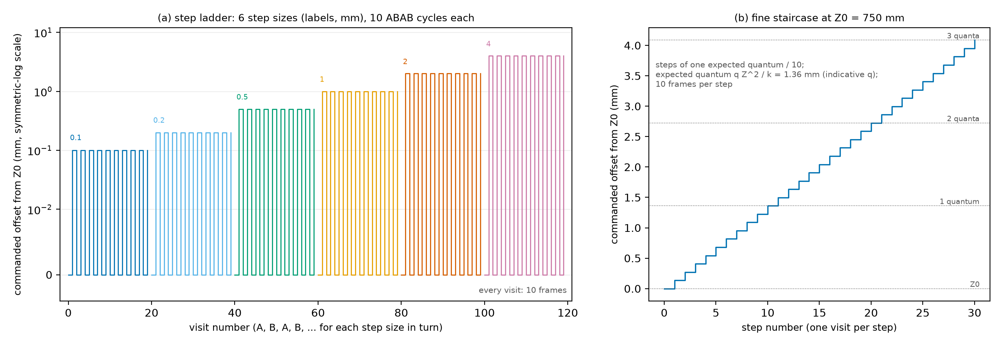 (a) step ladder: 6 step sizes (labels, mm), 10 ABAB cycles each
commanded offset from Z0 (mm, symmetric-log scale)
10¹
10⁰
10⁻¹
10⁻²
0
0.1
0.2
0.5
1
2
4
every visit: 10 frames
0 20 40 60 80 100 120
visit number (A, B, A, B, ... for each step size in turn)
(b) fine staircase at Z0 = 750 mm
commanded offset from Z0 (mm)
4.0
3.5
3.0
2.5
2.0
1.5
1.0
0.5
0.0
3 quanta
steps of one expected quantum / 10;
expected quantum q Z^2 / k = 1.36 mm (indicative q);
10 frames per step
2 quanta
1 quantum
Z0
0 5 10 15 20 25 30
step number (one visit per step)